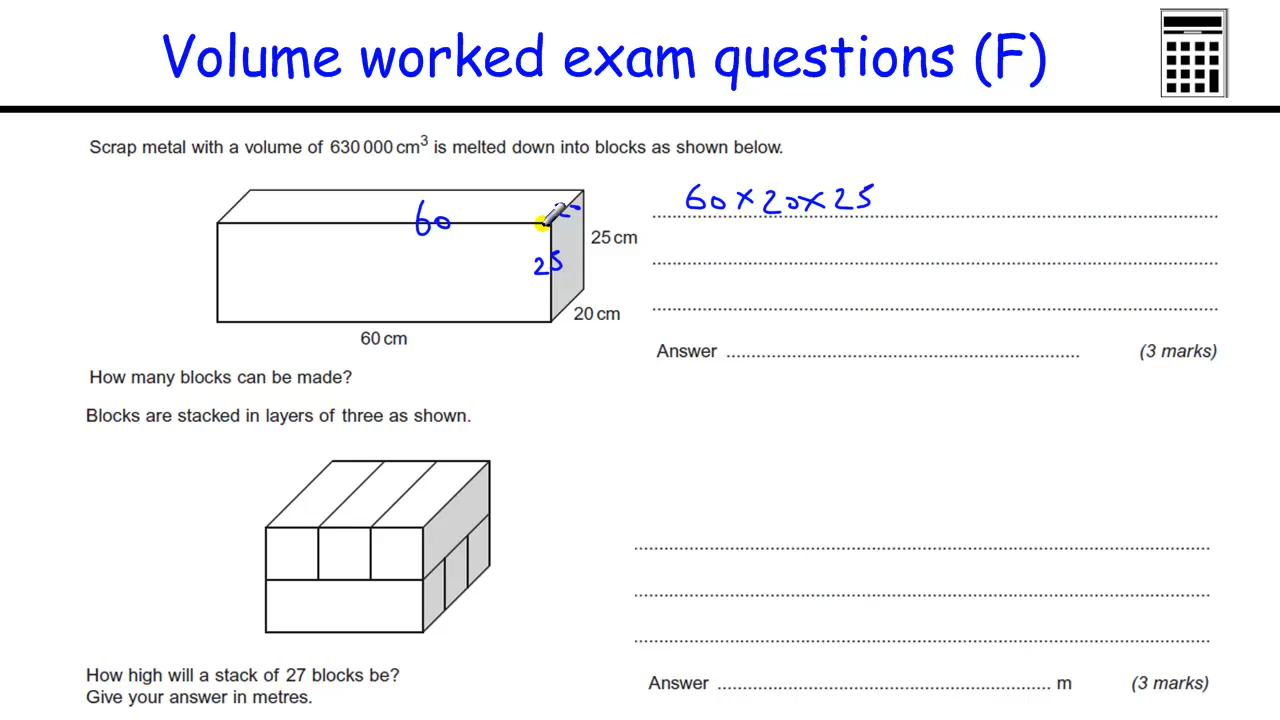 Volume worked exam questions (F)
Scrap metal with a volume of 630 000 cm³ is melted down into blocks as shown below.
60 × 20 × 25
60
25 cm
25
20 cm
60 cm
Answer ........ (3 marks)
How many blocks can be made?
Blocks are stacked in layers of three as shown.
How high will a stack of 27 blocks be?
Give your answer in metres.
Answer ........ m (3 marks)